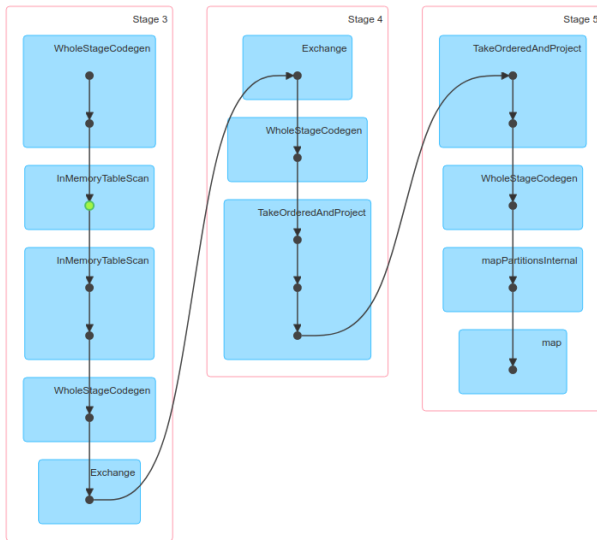 Stage 3
WholeStageCodegen
InMemoryTableScan
InMemoryTableScan
WholeStageCodegen
Exchange
Stage 4
Exchange
WholeStageCodegen
TakeOrderedAndProject
Stage 5
TakeOrderedAndProject
WholeStageCodegen
mapPartitionsInternal
map